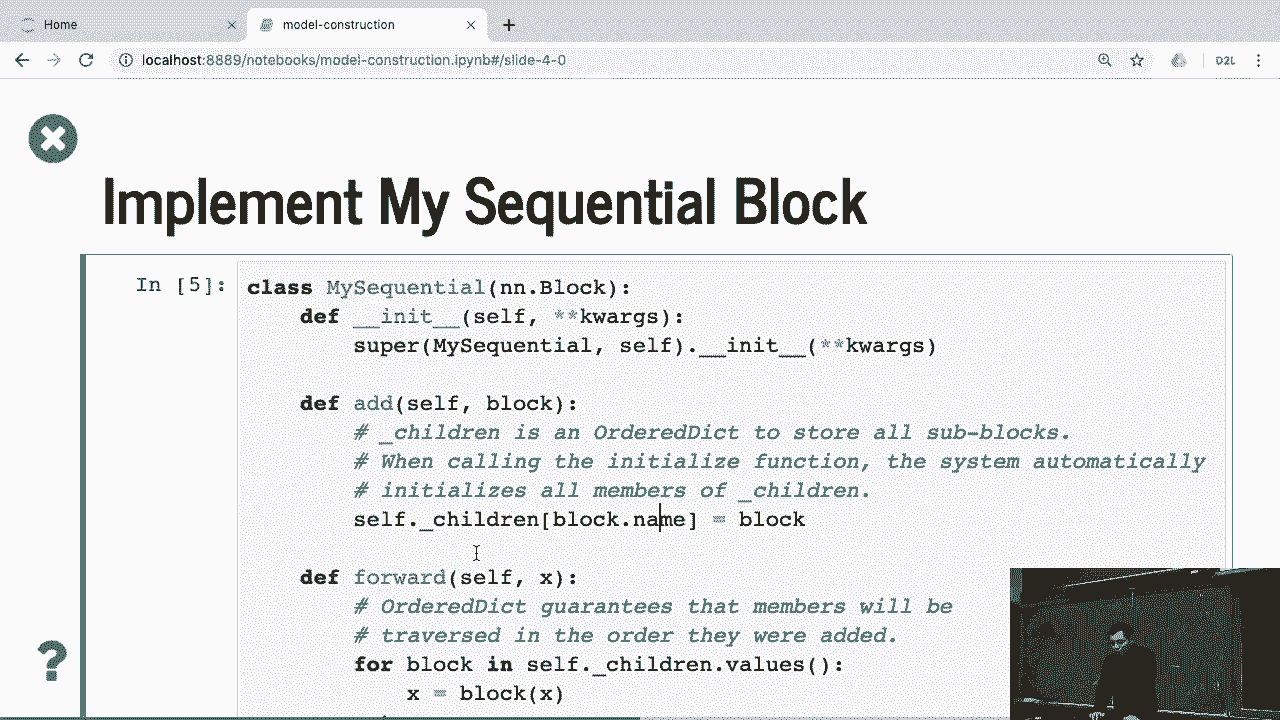 Home
model-construction
localhost:8889/notebooks/model-construction.ipynb#/slide-4-0
D2L
Implement My Sequential Block
In [5]:
class MySequential(nn.Block):
    def __init__(self, **kwargs):
        super(MySequential, self).__init__(**kwargs)
    def add(self, block):
        # _children is an OrderedDict to store all sub-blocks.
        # When calling the initialize function, the system automatically
        # initializes all members of _children.
        self._children[block.name] = block
    def forward(self, x):
        # OrderedDict guarantees that members will be
        # traversed in the order they were added.
        for block in self._children.values():
            x = block(x)
?